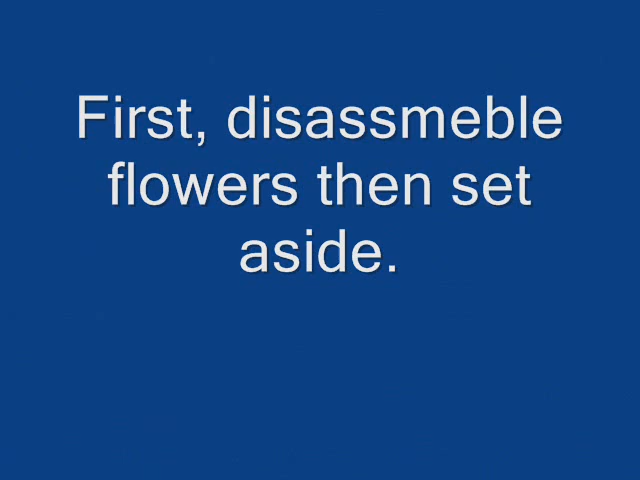 First, disassmeble
flowers then set
aside.